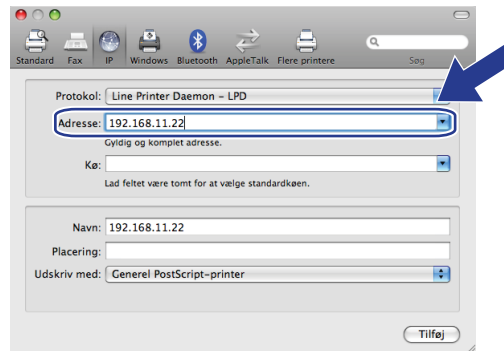 Standard Fax IP Windows Bluetooth AppleTalk Flere printere Søg
Protokol: Line Printer Daemon – LPD
Adresse: 192.168.11.22
Gyldig og komplet adresse.
Kø:
Lad feltet være tomt for at vælge standardkøen.
Navn: 192.168.11.22
Placering:
Udskriv med: Generel PostScript-printer
Tilføj